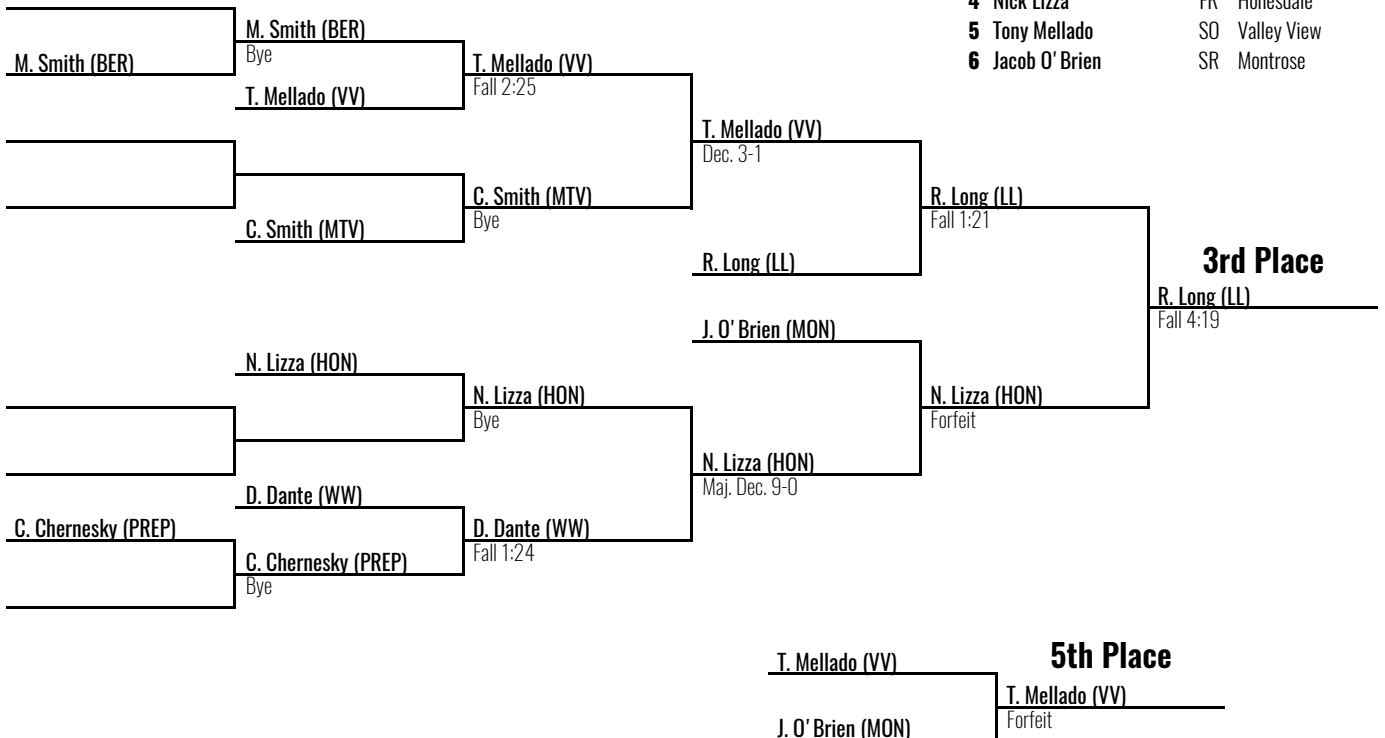 4 Nick Lizza FR Honesdale
5 Tony Mellado SO Valley View
6 Jacob O'Brien SR Montrose
M. Smith (BER)
M. Smith (BER)
Bye
T. Mellado (VV)
T. Mellado (VV)
Fall 2:25
C. Smith (MTV)
C. Smith (MTV)
Bye
T. Mellado (VV)
Dec. 3-1
R. Long (LL)
R. Long (LL)
Fall 1:21
3rd Place
R. Long (LL)
Fall 4:19
J. O'Brien (MON)
N. Lizza (HON)
N. Lizza (HON)
Bye
N. Lizza (HON)
Forfeit
N. Lizza (HON)
Maj. Dec. 9-0
D. Dante (WW)
C. Chernesky (PREP)
D. Dante (WW)
Fall 1:24
C. Chernesky (PREP)
Bye
5th Place
T. Mellado (VV)
T. Mellado (VV)
Forfeit
J. O'Brien (MON)